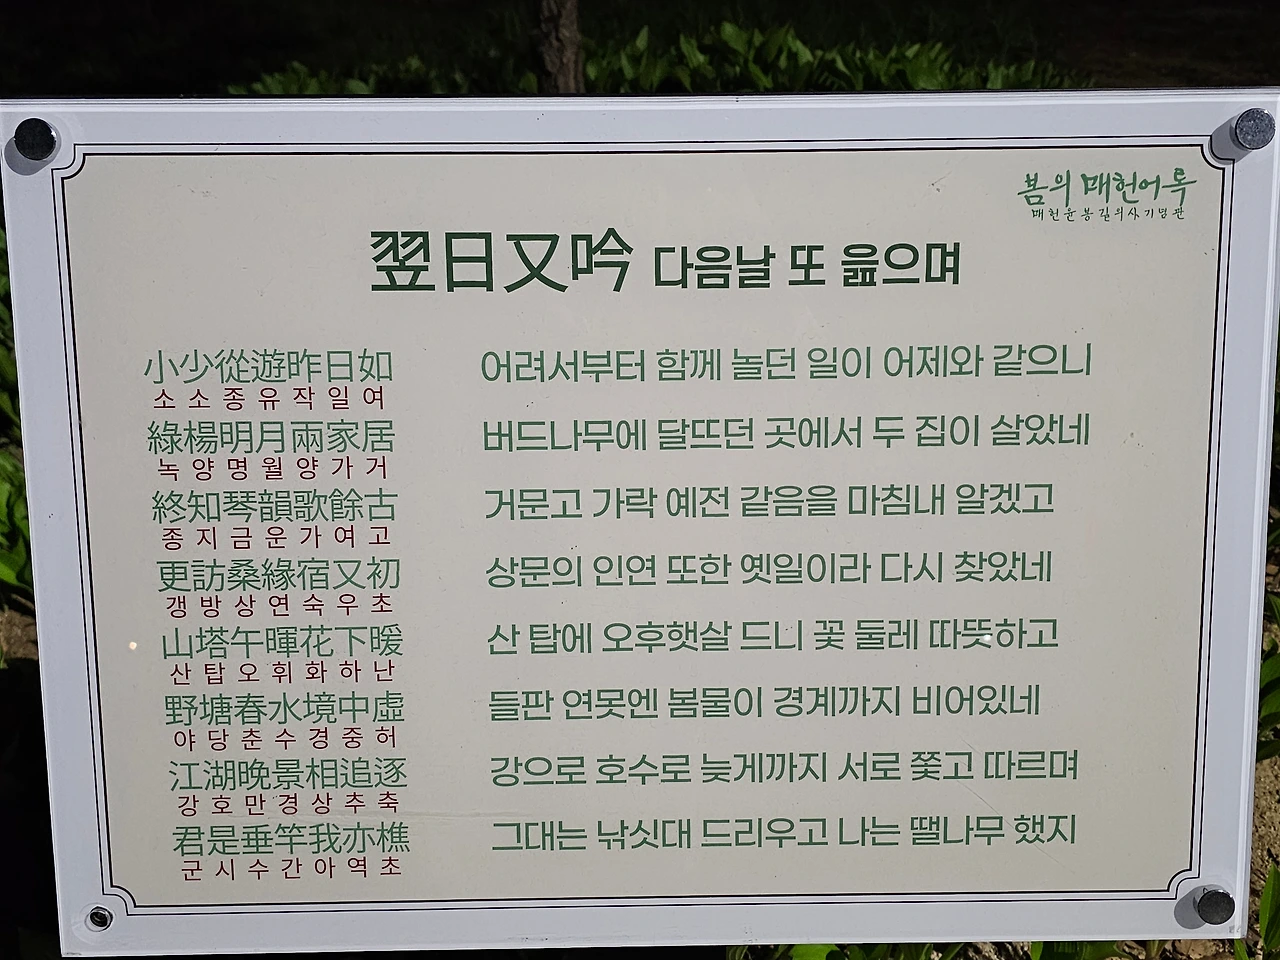 봄의 매헌어록
매헌윤봉길의사기념관
翌日又吟 다음날 또 읊으며
小少從遊昨日如 어려서부터 함께 놀던 일이 어제와 같으니
소소종유작일여
綠楊明月兩家居 버드나무에 달뜨던 곳에서 두 집이 살았네
녹양명월양가거
終知琴韻歌餘古 거문고 가락 예전 같음을 마침내 알겠고
종지금운가여고
更訪桑緣宿又初 상문의 인연 또한 옛일이라 다시 찾았네
갱방상연숙우초
山塔午暉花下暖 산 탑에 오후햇살 드니 꽃 둘레 따뜻하고
산탑오휘화하난
野塘春水境中虛 들판 연못엔 봄물이 경계까지 비어있네
야당춘수경중허
江湖晩景相追逐 강으로 호수로 늦게까지 서로 쫓고 따르며
강호만경상추축
君是垂竿我亦樵 그대는 낚싯대 드리우고 나는 땔나무 했지
군시수간아역초